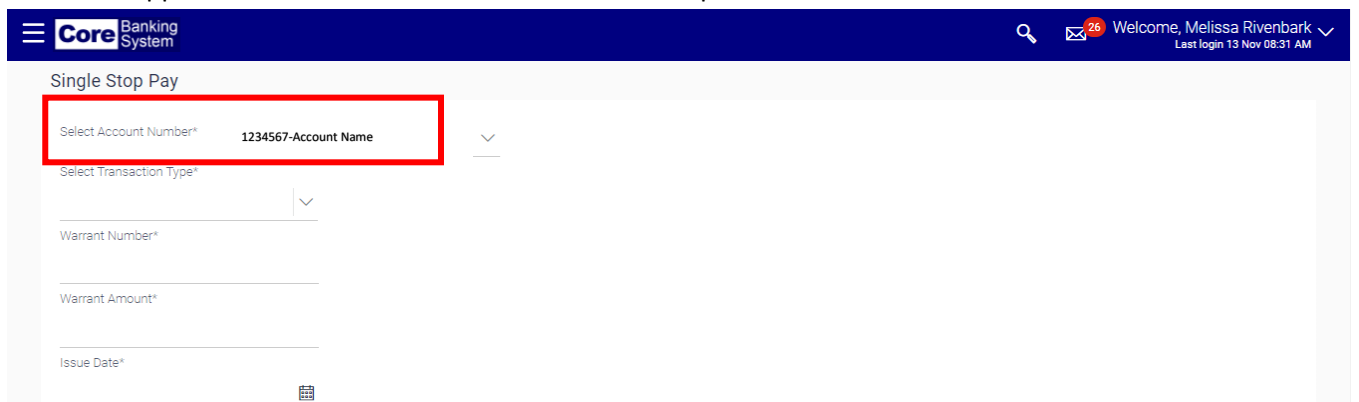 Core Banking System
26 Welcome, Melissa Rivenbark
Last login 13 Nov 08:31 AM
Single Stop Pay
Select Account Number* 1234567-Account Name
Select Transaction Type*
Warrant Number*
Warrant Amount*
Issue Date*